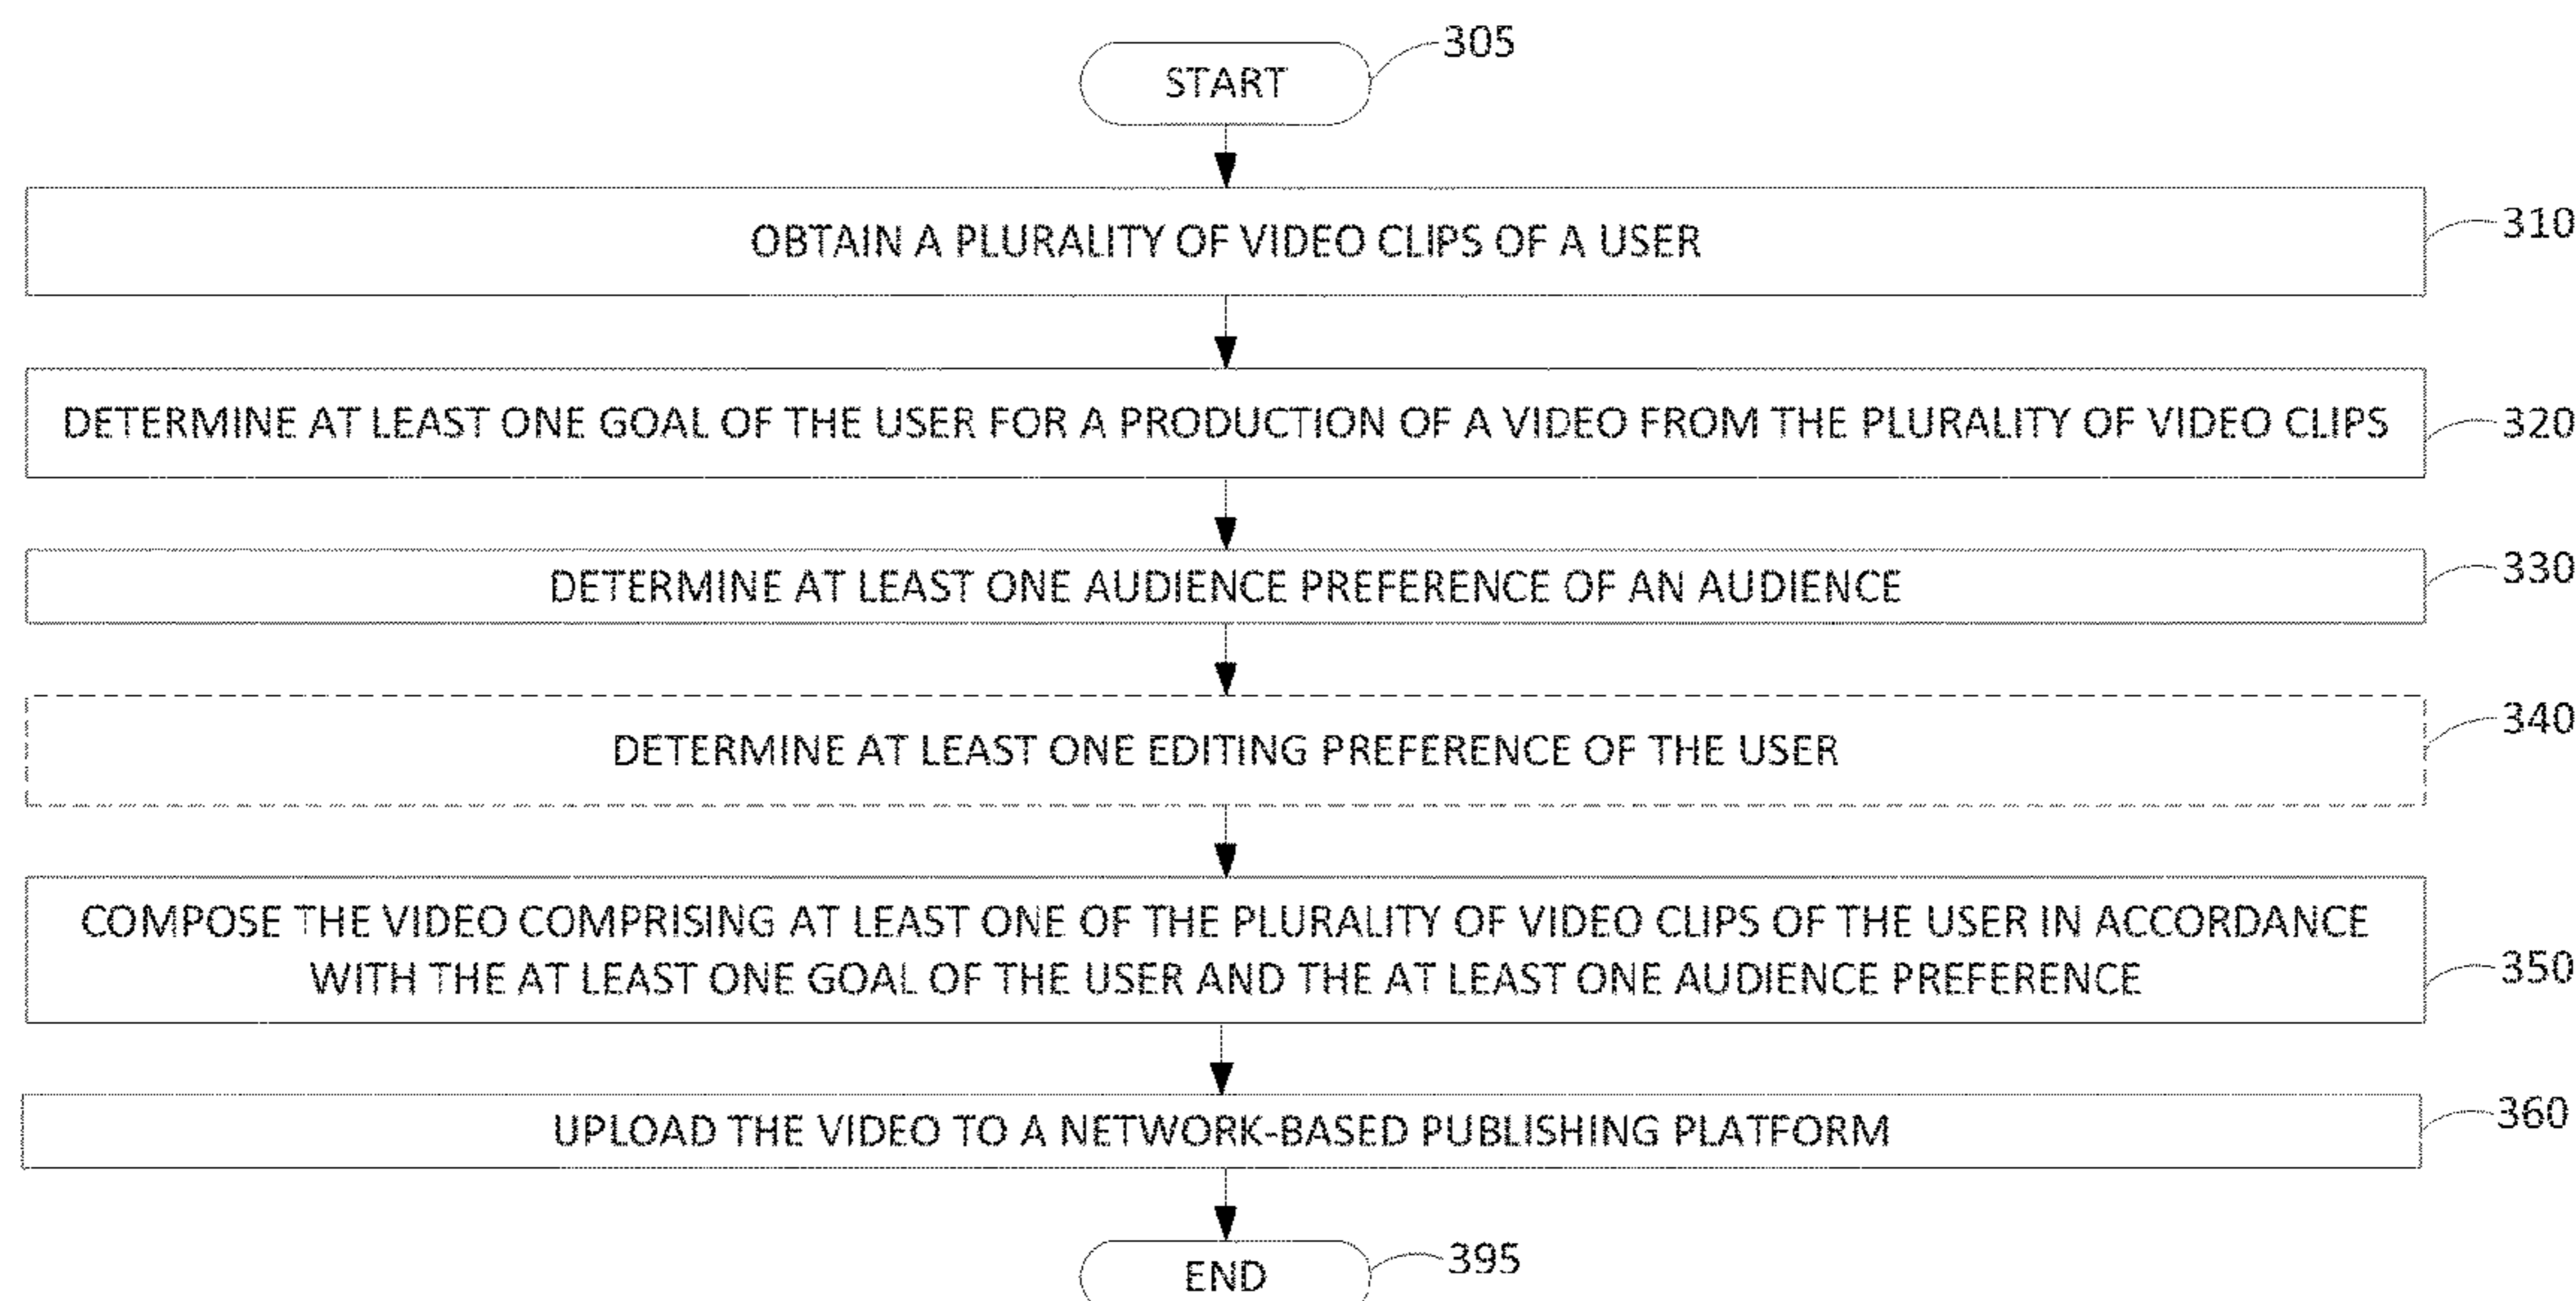 START
305
OBTAIN A PLURALITY OF VIDEO CLIPS OF A USER
310
DETERMINE AT LEAST ONE GOAL OF THE USER FOR A PRODUCTION OF A VIDEO FROM THE PLURALITY OF VIDEO CLIPS
320
DETERMINE AT LEAST ONE AUDIENCE PREFERENCE OF AN AUDIENCE
330
DETERMINE AT LEAST ONE EDITING PREFERENCE OF THE USER
340
COMPOSE THE VIDEO COMPRISING AT LEAST ONE OF THE PLURALITY OF VIDEO CLIPS OF THE USER IN ACCORDANCE
WITH THE AT LEAST ONE GOAL OF THE USER AND THE AT LEAST ONE AUDIENCE PREFERENCE
350
UPLOAD THE VIDEO TO A NETWORK-BASED PUBLISHING PLATFORM
360
END
395